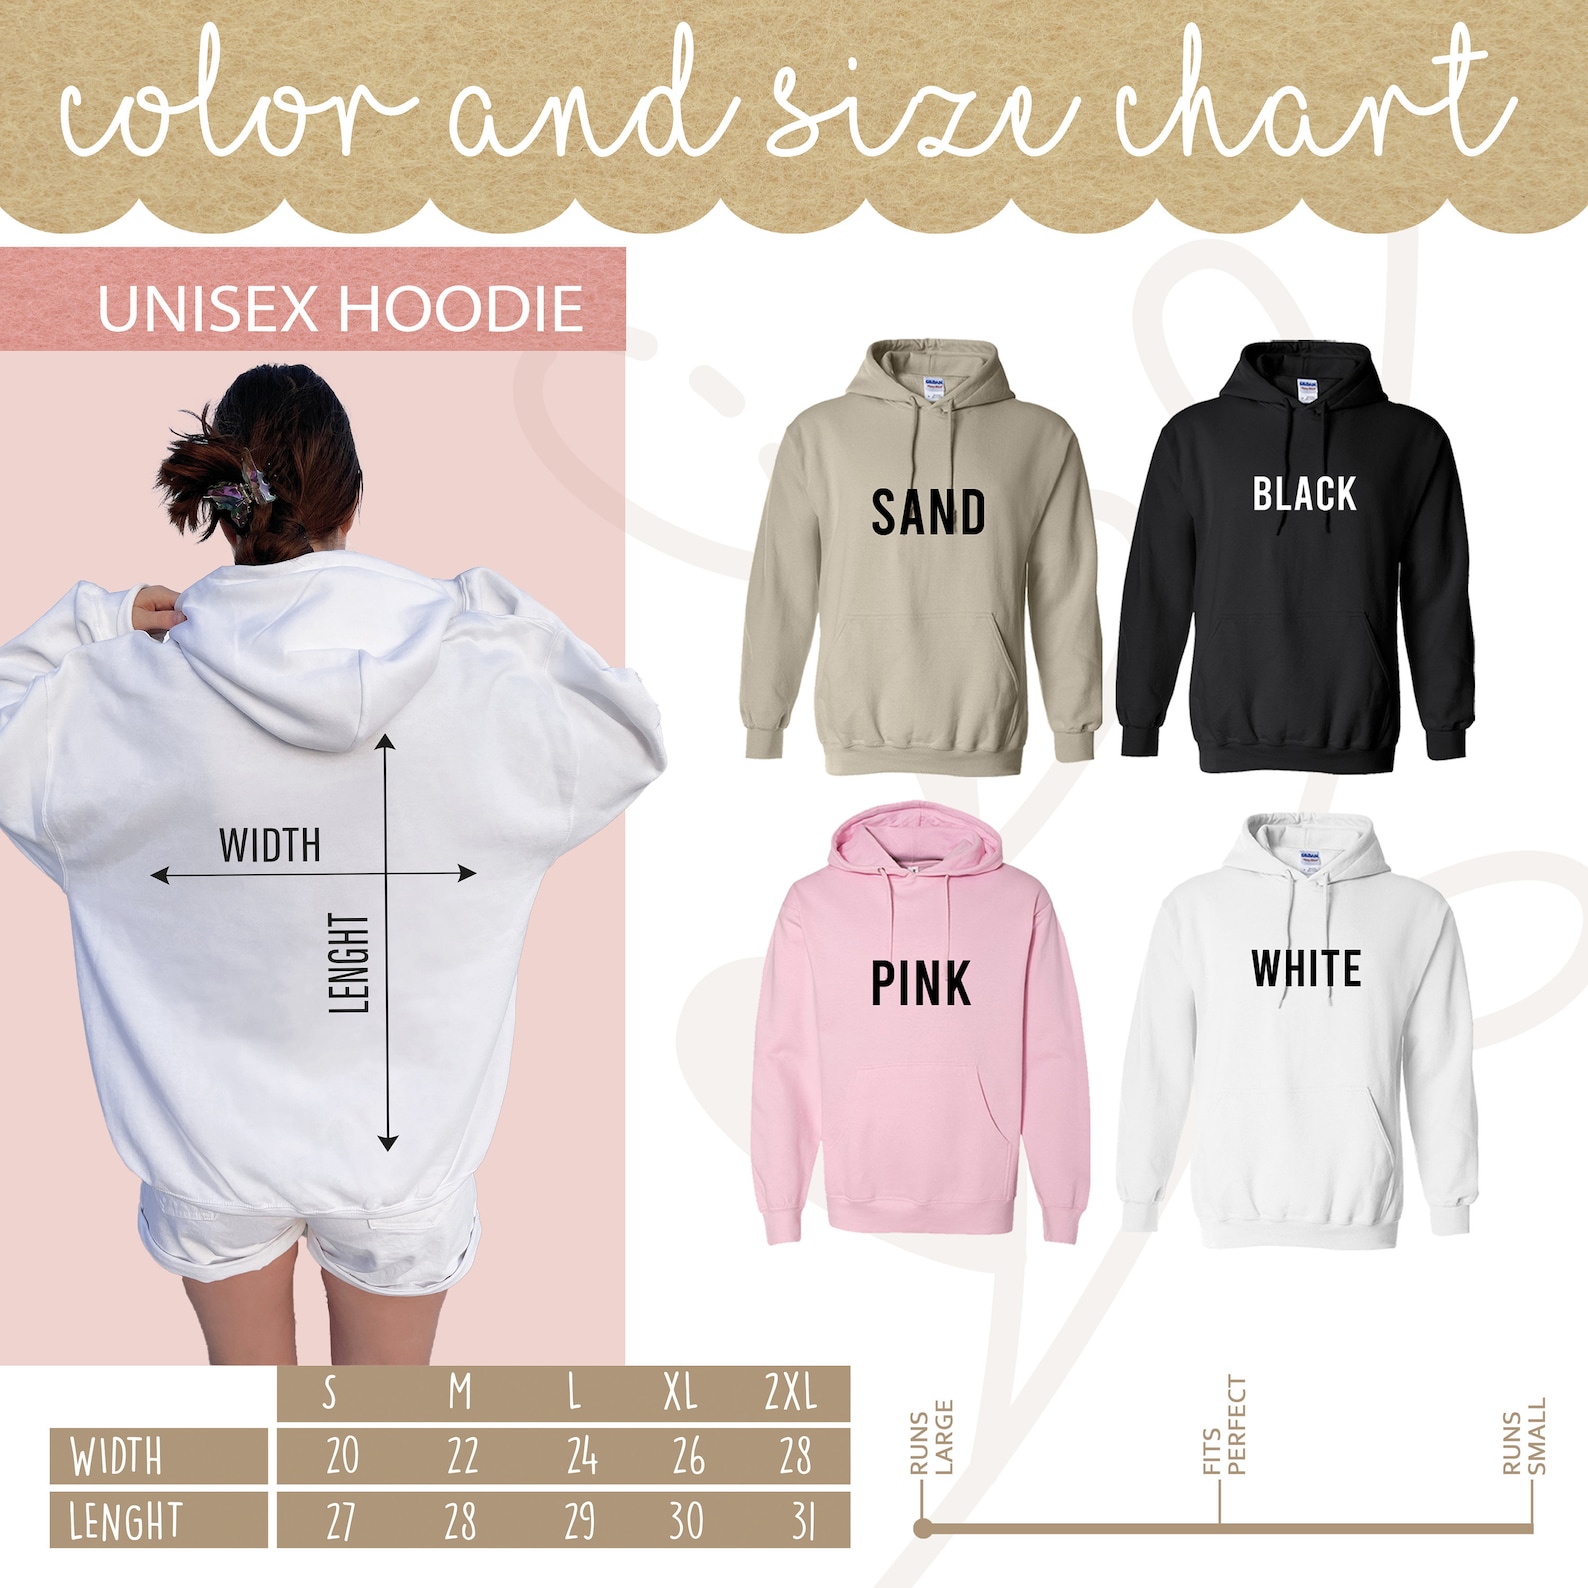 color and size chart
UNISEX HOODIE
WIDTH
LENGHT
SAND
BLACK
PINK
WHITE
S M L XL 2XL
WIDTH 20 22 24 26 28
LENGHT 27 28 29 30 31
RUNS
LARGE
FITS
PERFECT
RUNS
SMALL